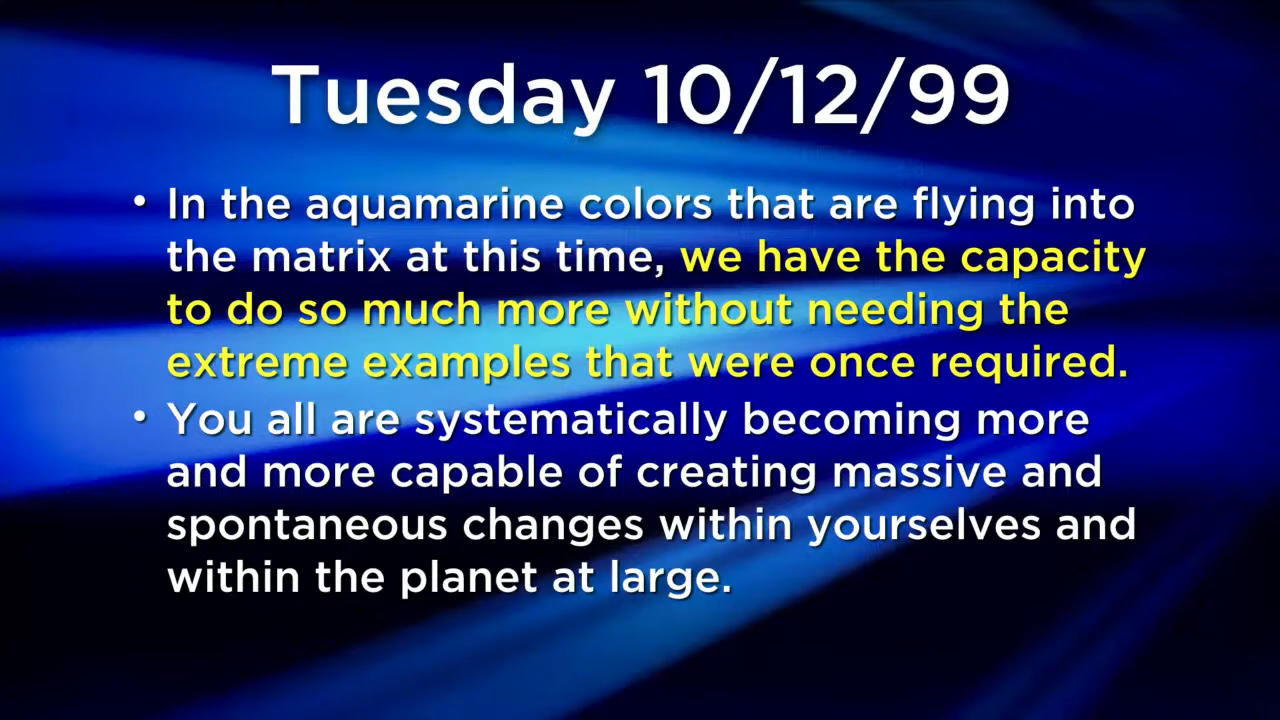 Tuesday 10/12/99
• In the aquamarine colors that are flying into
the matrix at this time, we have the capacity
to do so much more without needing the
extreme examples that were once required.
• You all are systematically becoming more
and more capable of creating massive and
spontaneous changes within yourselves and
within the planet at large.